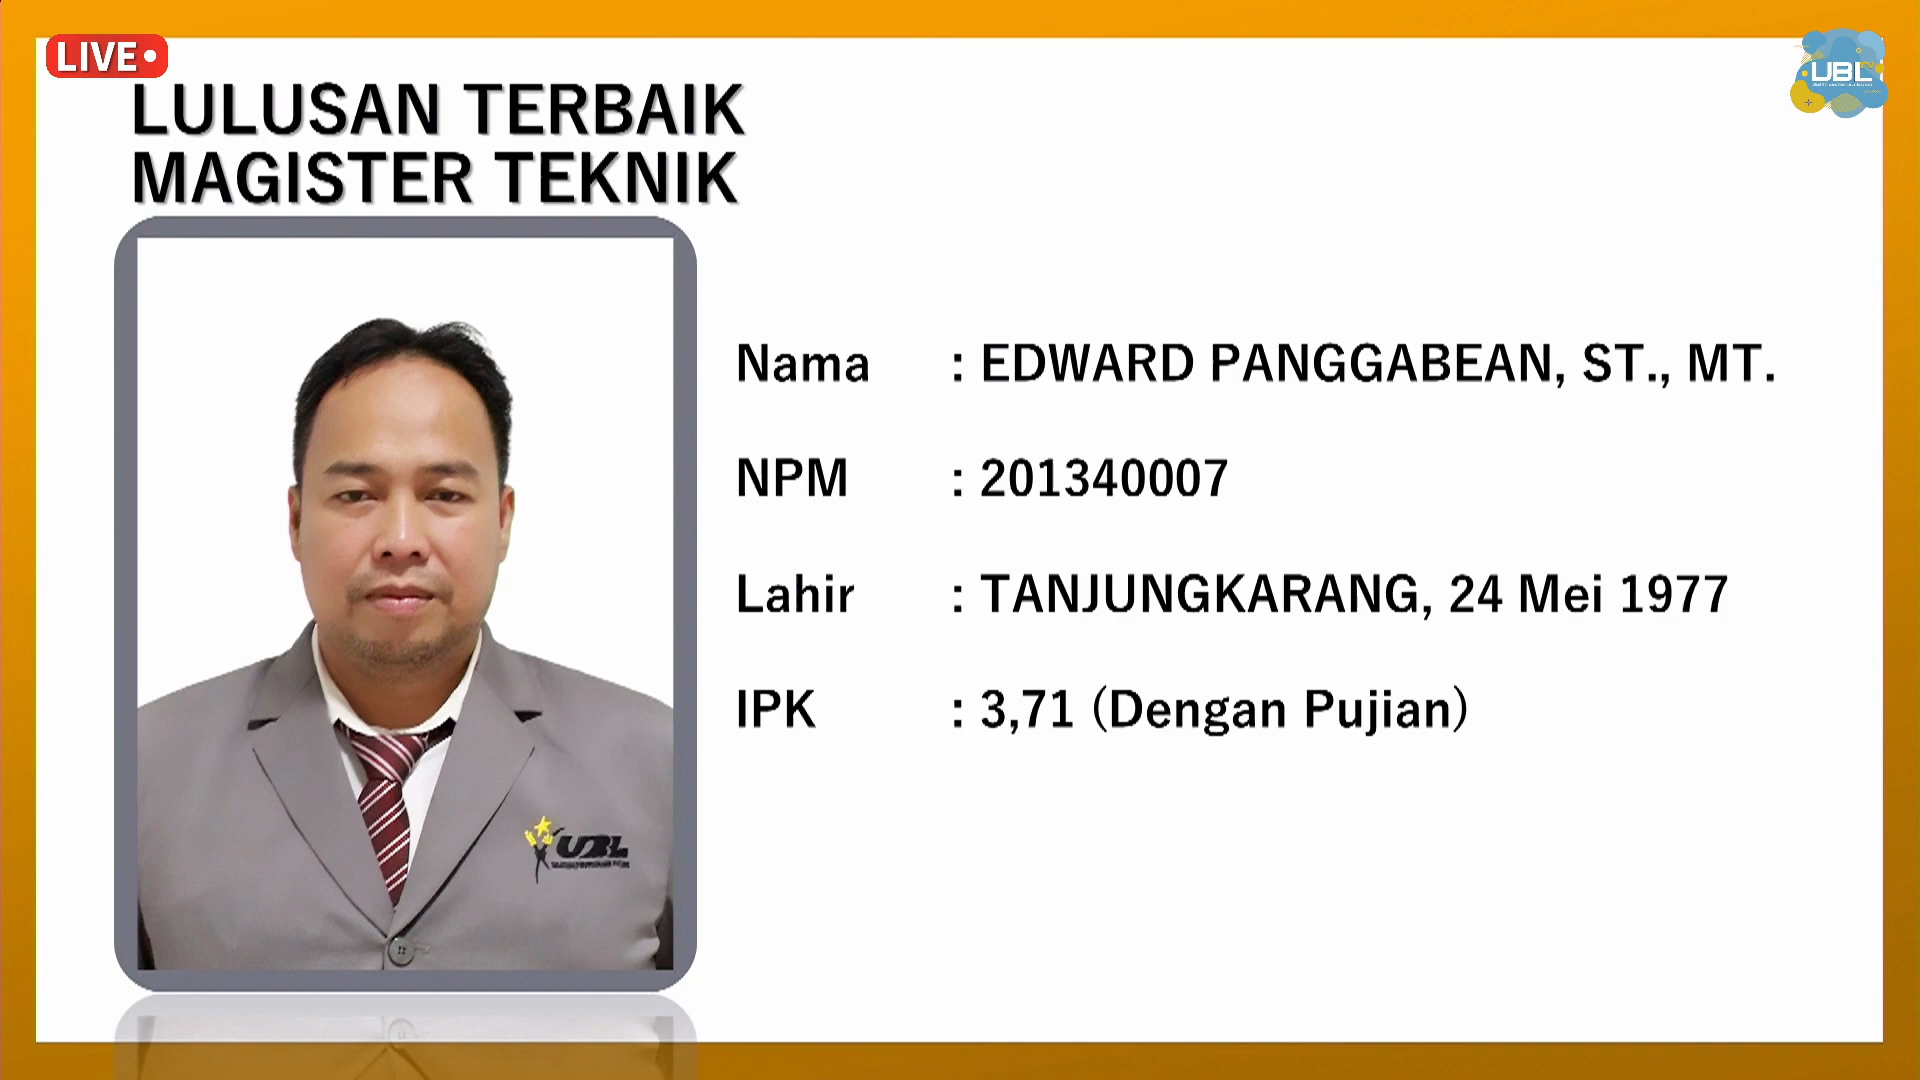 LIVE
UBL
LULUSAN TERBAIK
MAGISTER TEKNIK
Nama : EDWARD PANGGABEAN, ST., MT.
NPM : 201340007
Lahir : TANJUNGKARANG, 24 Mei 1977
IPK : 3,71 (Dengan Pujian)
UBL